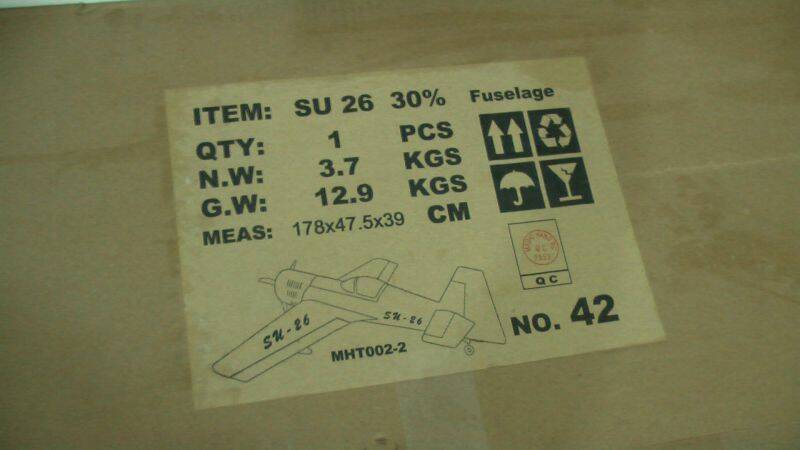 ITEM: SU 26 30% Fuselage
QTY: 1 PCS
N.W: 3.7 KGS
G.W: 12.9 KGS
MEAS: 178x47.5x39 CM
QC
SU-26
SU-26
MHT002-2
NO. 42